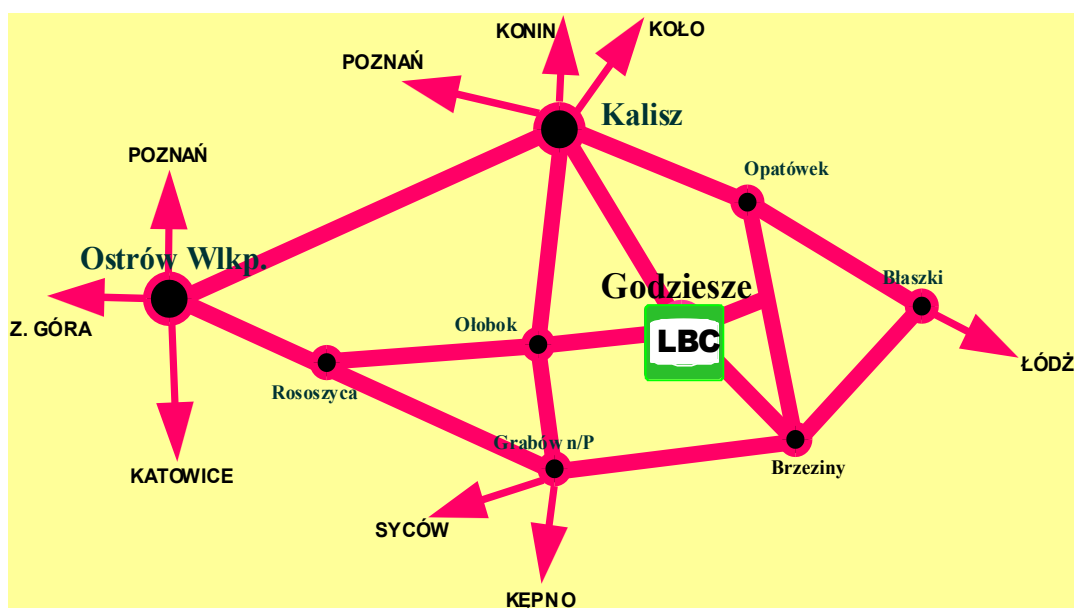 KONIN
KOŁO
POZNAŃ
Kalisz
POZNAŃ
Opatówek
Ostrów Wlkp.
Godziesze
Błaszki
Z. GÓRA
Ołobok
LBC
ŁÓDŹ
Rososzyca
Grabów n/P
Brzeziny
KATOWICE
SYCÓW
KĘPNO